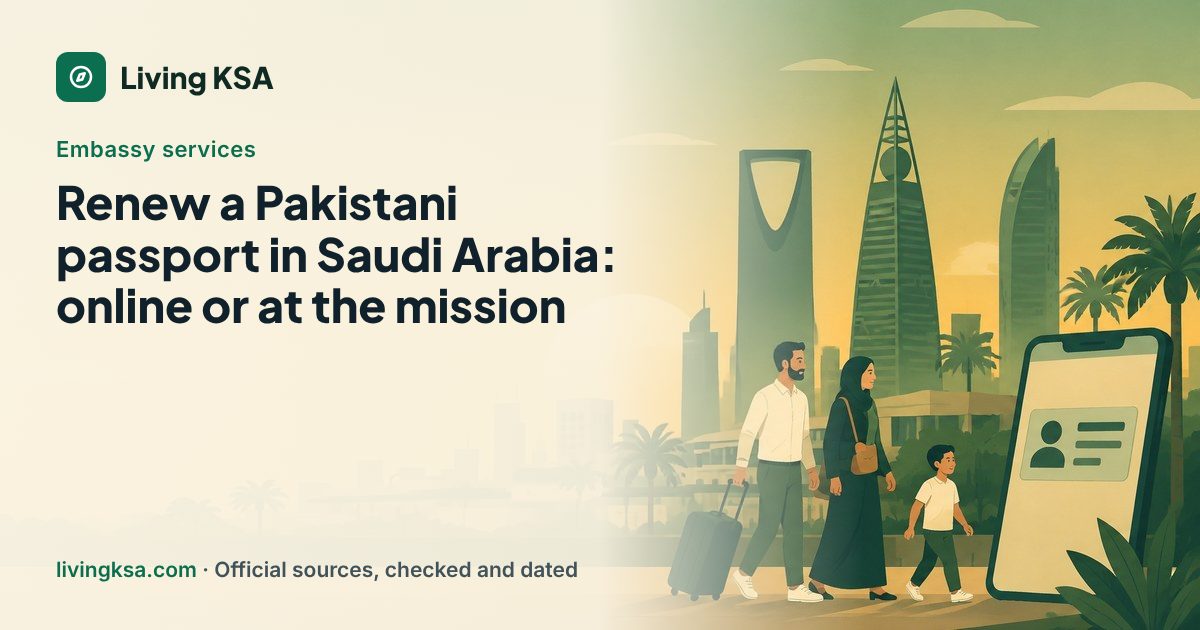 Living KSA
Embassy services
Renew a Pakistani
passport in Saudi Arabia:
online or at the mission
livingksa.com · Official sources, checked and dated